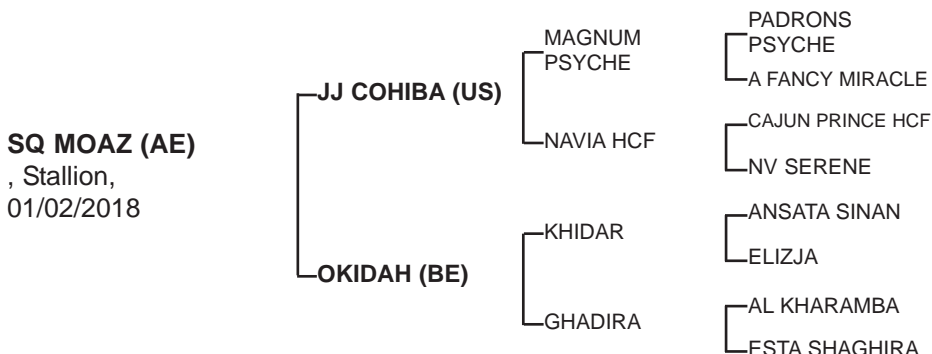 SQ MOAZ (AE)
, Stallion,
01/02/2018
JJ COHIBA (US)
OKIDAH (BE)
MAGNUM
PSYCHE
NAVIA HCF
KHIDAR
GHADIRA
PADRONS
PSYCHE
A FANCY MIRACLE
CAJUN PRINCE HCF
NV SERENE
ANSATA SINAN
ELIZJA
AL KHARAMBA
ESTA SHAGHIRA